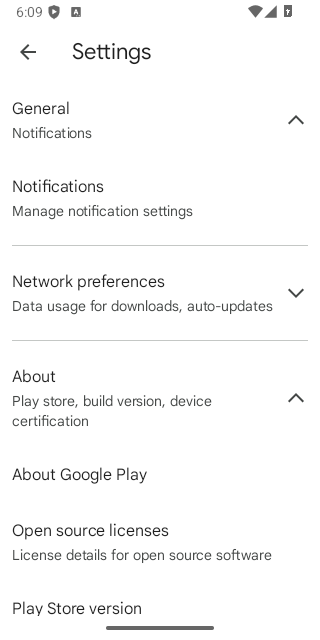 6:09
Settings
General
Notifications
Notifications
Manage notification settings
Network preferences
Data usage for downloads, auto-updates
About
Play store, build version, device
certification
About Google Play
Open source licenses
License details for open source software
Play Store version